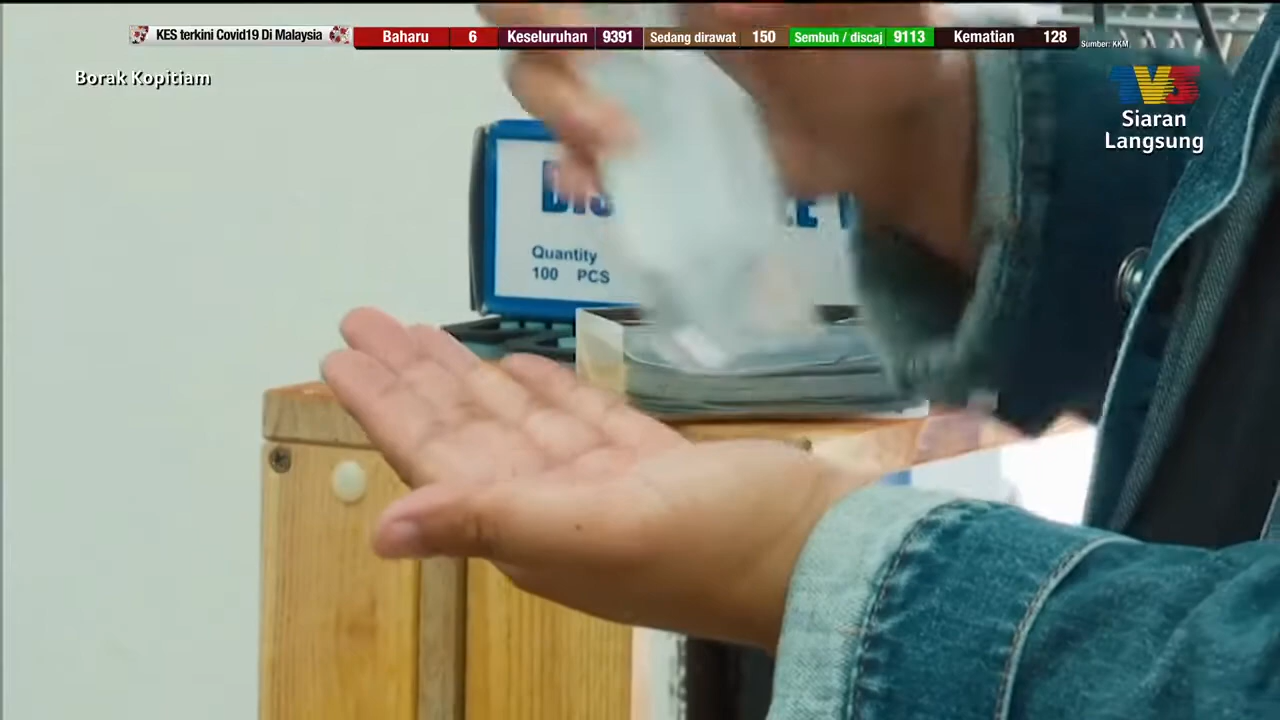 KES terkini Covid19 Di Malaysia
Baharu 6 Keseluruhan 9391 Sedang dirawat 150 Sembuh / discaj 9113 Kematian 128
Sumber: KKM
Borak Kopitiam
TV3
Siaran
Langsung
Quantity
100 PCS